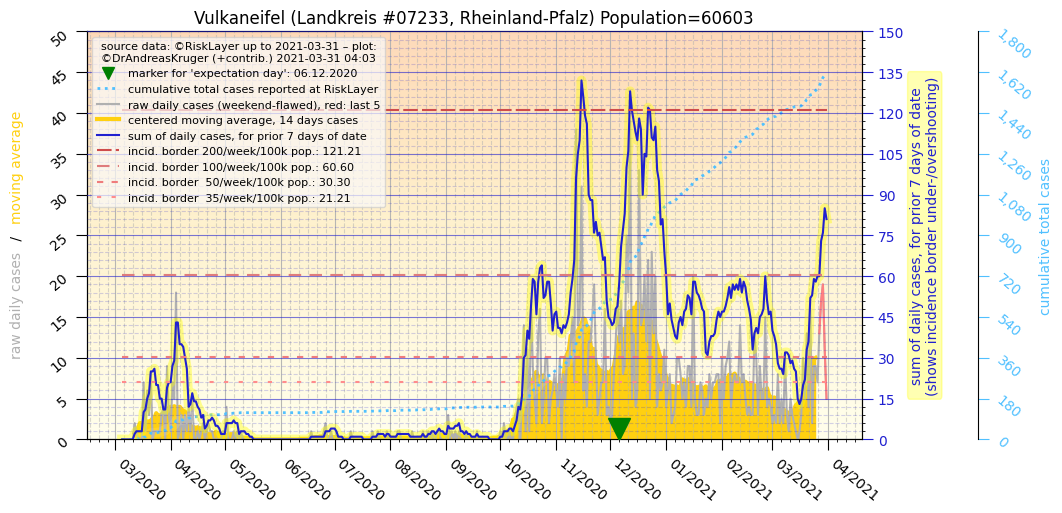 Vulkaneifel (Landkreis #07233, Rheinland-Pfalz) Population=60603
source data: ©RiskLayer up to 2021-03-31 – plot:
©DrAndreasKruger (+contrib.) 2021-03-31 04:03
marker for 'expectation day': 06.12.2020
cumulative total cases reported at RiskLayer
raw daily cases (weekend-flawed), red: last 5
centered moving average, 14 days cases
sum of daily cases, for prior 7 days of date
incid. border 200/week/100k pop.: 121.21
incid. border 100/week/100k pop.: 60.60
incid. border  50/week/100k pop.: 30.30
incid. border  35/week/100k pop.: 21.21
raw daily cases / moving average
50
45
40
35
30
25
20
15
10
5
0
03/2020
04/2020
05/2020
06/2020
07/2020
08/2020
09/2020
10/2020
11/2020
12/2020
01/2021
02/2021
03/2021
04/2021
150
135
120
105
90
75
60
45
30
15
0
sum of daily cases, for prior 7 days of date
(shows incidence border under-/overshooting)
1,800
1,620
1,440
1,260
1,080
900
720
540
360
180
0
cumulative total cases